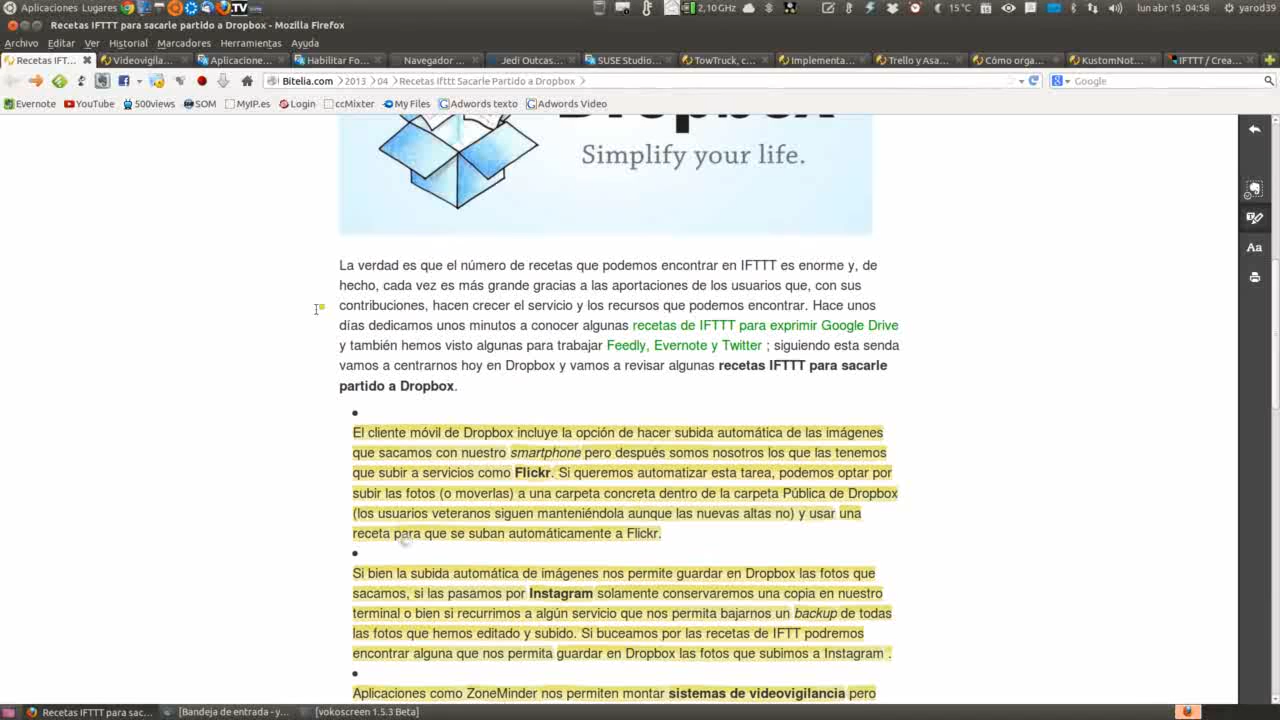 Aplicaciones Lugares TV 2,10 GHz 15 °C lun abr 15 04:58 yarod39
Recetas IFTTT para sacarle partido a Dropbox - Mozilla Firefox
Archivo Editar Ver Historial Marcadores Herramientas Ayuda
Recetas IFT... Videovigila... Aplicacione... Habilitar Fo... Navegador ... Jedi Outcas... SUSE Studio... TowTruck, c... Implementa... Trello y Asa... Cómo orga... KustomNot... IFTTT / Crea...
Bitelia.com 2013 04 Recetas Ifttt Sacarle Partido a Dropbox Google
Evernote YouTube 500views SOM MyIP.es Login ccMixter My Files Adwords texto Adwords Video
Dropbox
Simplify your life.
La verdad es que el número de recetas que podemos encontrar en IFTTT es enorme y, de
hecho, cada vez es más grande gracias a las aportaciones de los usuarios que, con sus
contribuciones, hacen crecer el servicio y los recursos que podemos encontrar. Hace unos
días dedicamos unos minutos a conocer algunas recetas de IFTTT para exprimir Google Drive
y también hemos visto algunas para trabajar Feedly, Evernote y Twitter ; siguiendo esta senda
vamos a centrarnos hoy en Dropbox y vamos a revisar algunas recetas IFTTT para sacarle
partido a Dropbox.
El cliente móvil de Dropbox incluye la opción de hacer subida automática de las imágenes
que sacamos con nuestro smartphone pero después somos nosotros los que las tenemos
que subir a servicios como Flickr. Si queremos automatizar esta tarea, podemos optar por
subir las fotos (o moverlas) a una carpeta concreta dentro de la carpeta Pública de Dropbox
(los usuarios veteranos siguen manteniéndola aunque las nuevas altas no) y usar una
receta para que se suban automáticamente a Flickr.
Si bien la subida automática de imágenes nos permite guardar en Dropbox las fotos que
sacamos, si las pasamos por Instagram solamente conservaremos una copia en nuestro
terminal o bien si recurrimos a algún servicio que nos permita bajarnos un backup de todas
las fotos que hemos editado y subido. Si buceamos por las recetas de IFTT podremos
encontrar alguna que nos permita guardar en Dropbox las fotos que subimos a Instagram .
Aplicaciones como ZoneMinder nos permiten montar sistemas de videovigilancia pero
Aa
Recetas IFTTT para sac... [Bandeja de entrada - y... [vokoscreen 1.5.3 Beta]